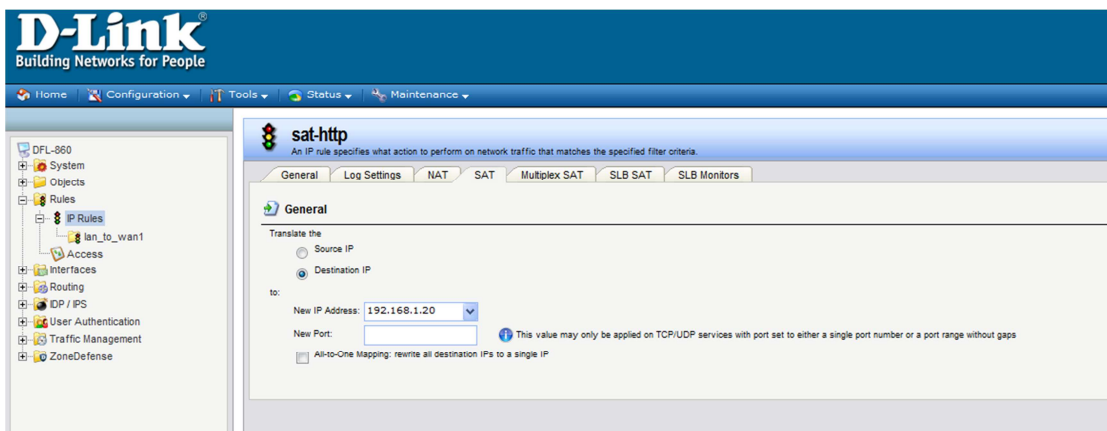 D-Link®
Building Networks for People
Home Configuration Tools Status Maintenance
DFL-860
System
Objects
Rules
IP Rules
lan_to_wan1
Access
Interfaces
Routing
IDP / IPS
User Authentication
Traffic Management
ZoneDefense
sat-http
An IP rule specifies what action to perform on network traffic that matches the specified filter criteria.
General Log Settings NAT SAT Multiplex SAT SLB SAT SLB Monitors
General
Translate the
Source IP
Destination IP
to:
New IP Address: 192.168.1.20
New Port: This value may only be applied on TCP/UDP services with port set to either a single port number or a port range without gaps
All-to-One Mapping: rewrite all destination IPs to a single IP